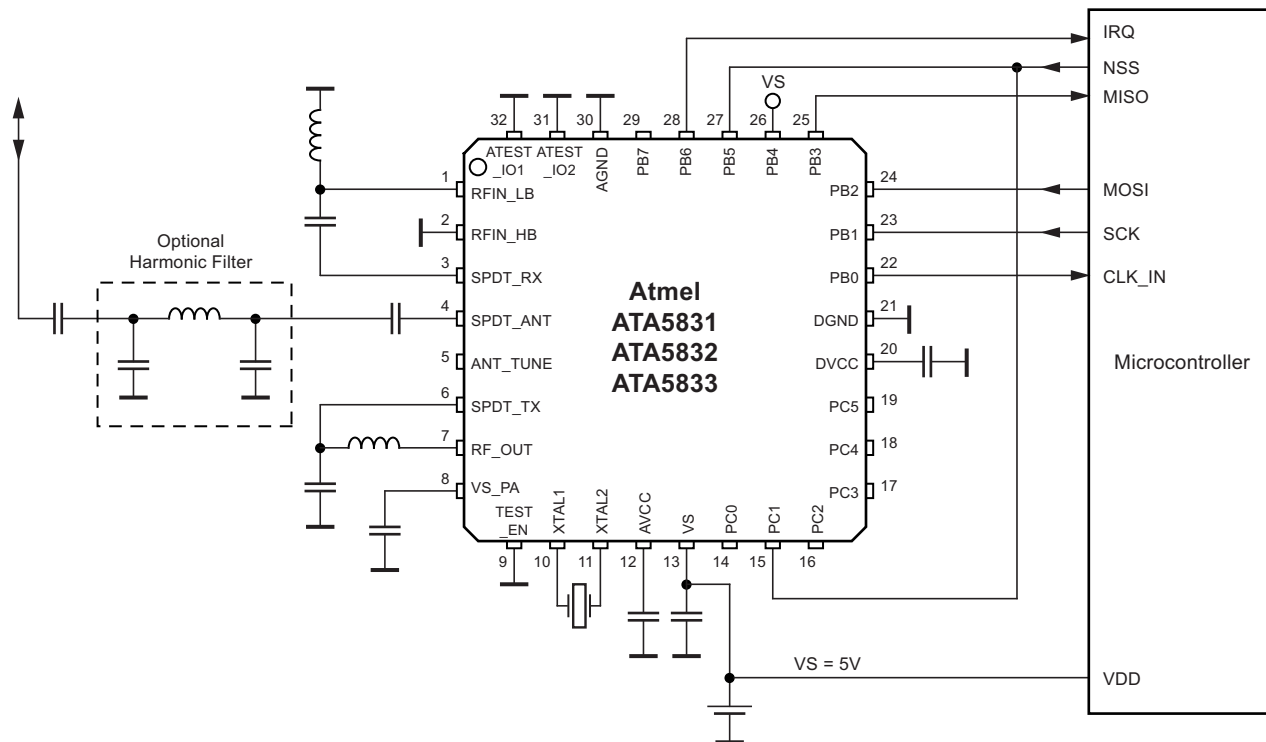 IRQ
NSS
MISO
MOSI
SCK
CLK_IN
Microcontroller
VDD
VS
VS = 5V
Optional
Harmonic Filter
Atmel
ATA5831
ATA5832
ATA5833
32
31
30
29
28
27
26
25
ATEST
_IO1
ATEST
_IO2
AGND
PB7
PB6
PB5
PB4
PB3
1
RFIN_LB
2
RFIN_HB
3
SPDT_RX
4
SPDT_ANT
5
ANT_TUNE
6
SPDT_TX
7
RF_OUT
8
VS_PA
PB2
24
PB1
23
PB0
22
DGND
21
DVCC
20
PC5
19
PC4
18
PC3
17
TEST
_EN
XTAL1
XTAL2
AVCC
VS
PC0
PC1
PC2
9
10
11
12
13
14
15
16